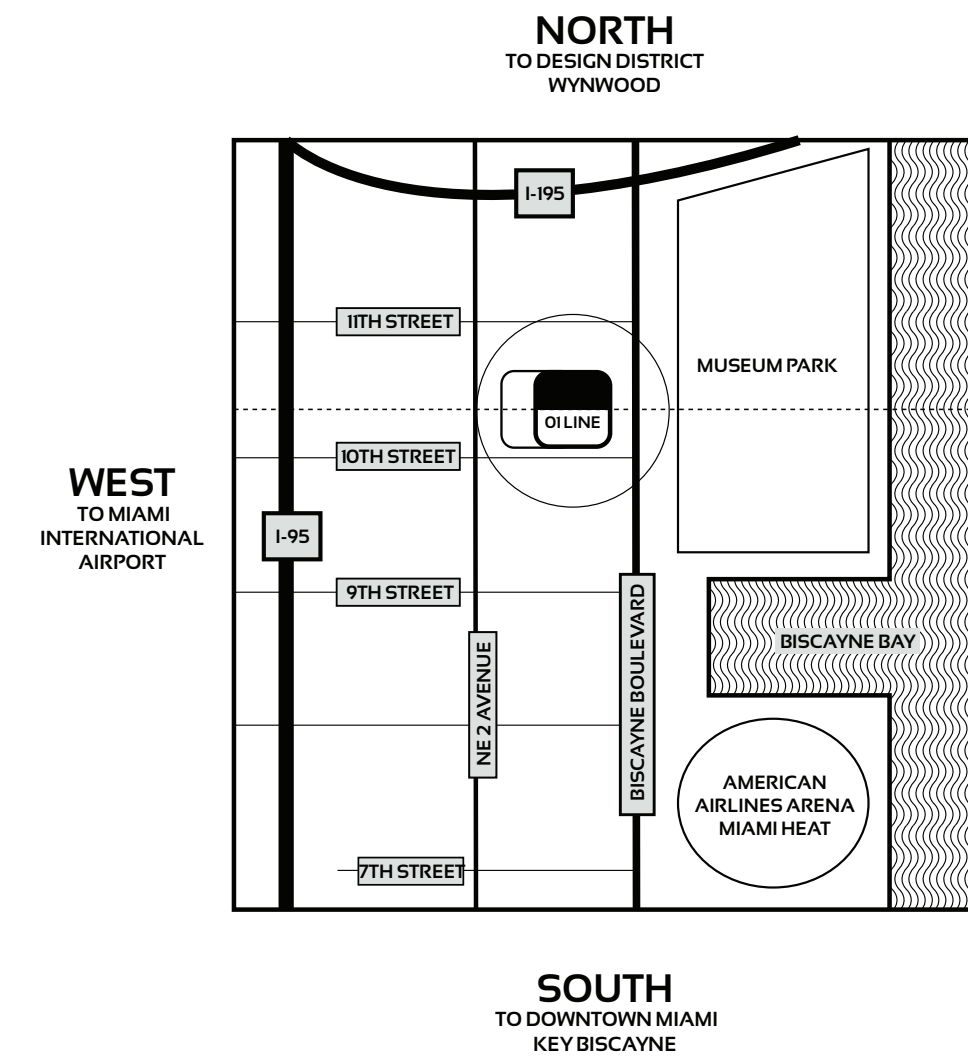 NORTH
TO DESIGN DISTRICT
WYNWOOD
I-195
11TH STREET
MUSEUM PARK
01 LINE
10TH STREET
WEST
TO MIAMI
INTERNATIONAL
AIRPORT
I-95
9TH STREET
BISCAYNE BOULEVARD
BISCAYNE BAY
NE 2 AVENUE
AMERICAN
AIRLINES ARENA
MIAMI HEAT
7TH STREET
SOUTH
TO DOWNTOWN MIAMI
KEY BISCAYNE